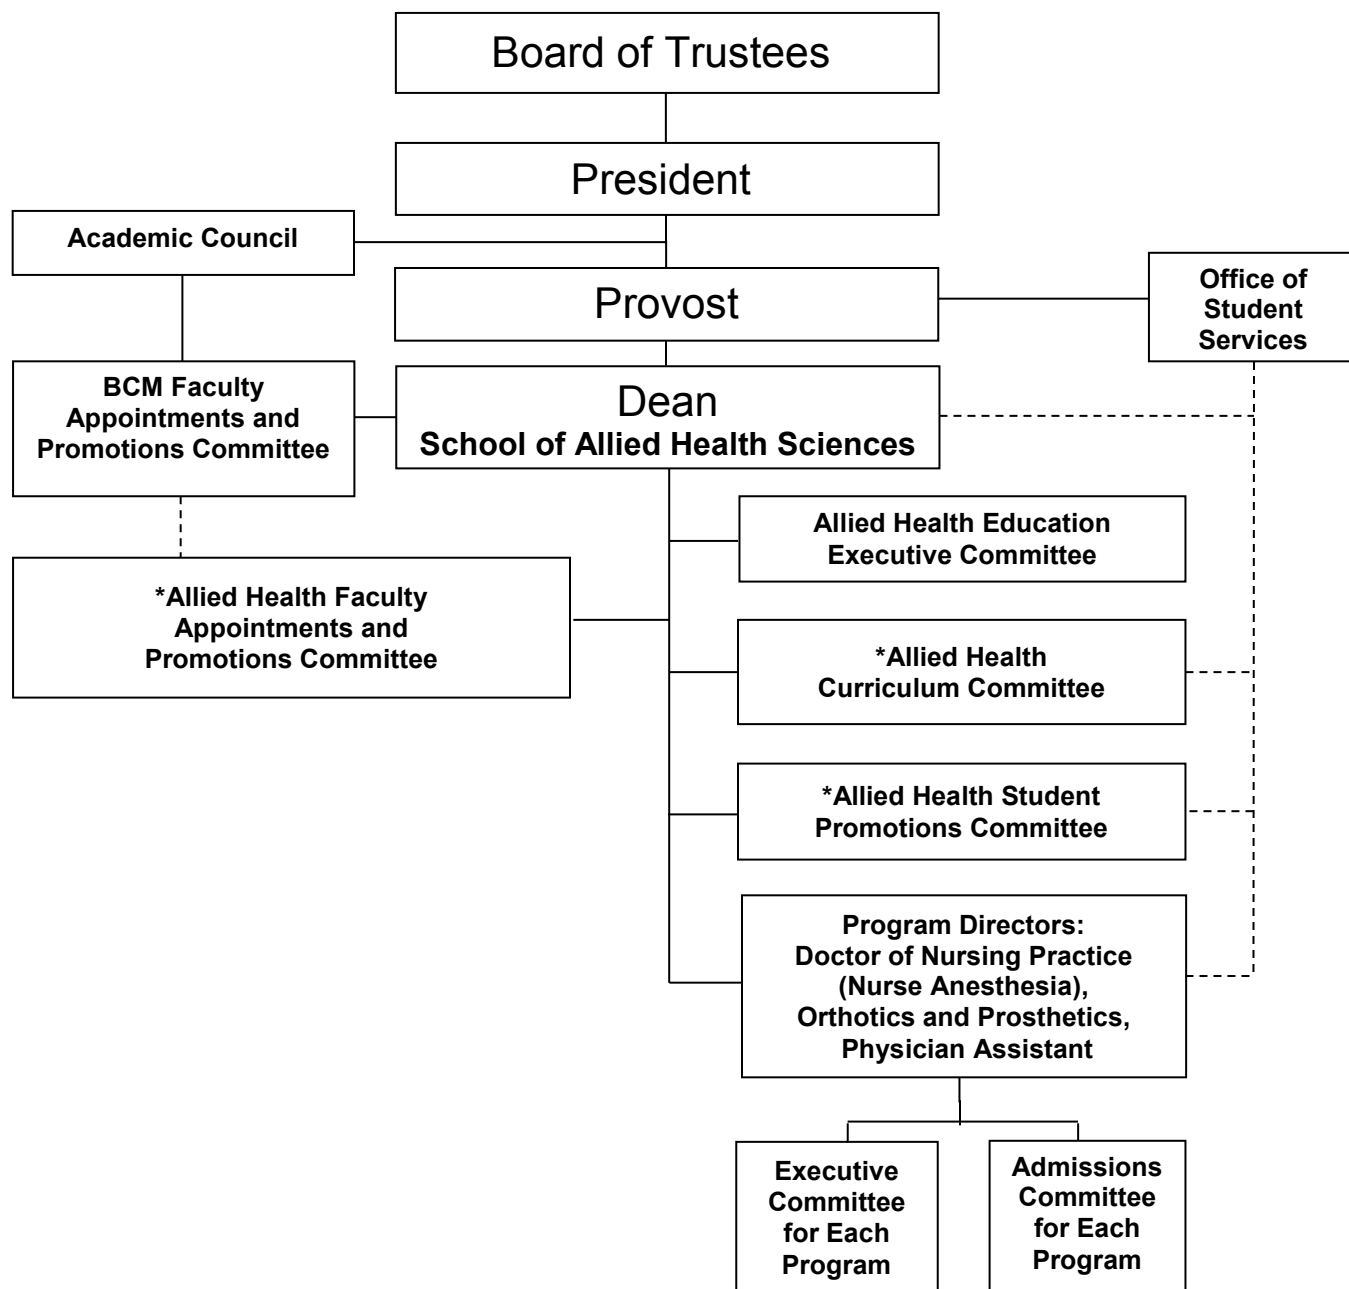 Board of Trustees
President
Academic Council
Provost
Office of
Student
Services
BCM Faculty
Appointments and
Promotions Committee
Dean
School of Allied Health Sciences
Allied Health Education
Executive Committee
*Allied Health Faculty
Appointments and
Promotions Committee
*Allied Health
Curriculum Committee
*Allied Health Student
Promotions Committee
Program Directors:
Doctor of Nursing Practice
(Nurse Anesthesia),
Orthotics and Prosthetics,
Physician Assistant
Executive
Committee
for Each
Program
Admissions
Committee
for Each
Program